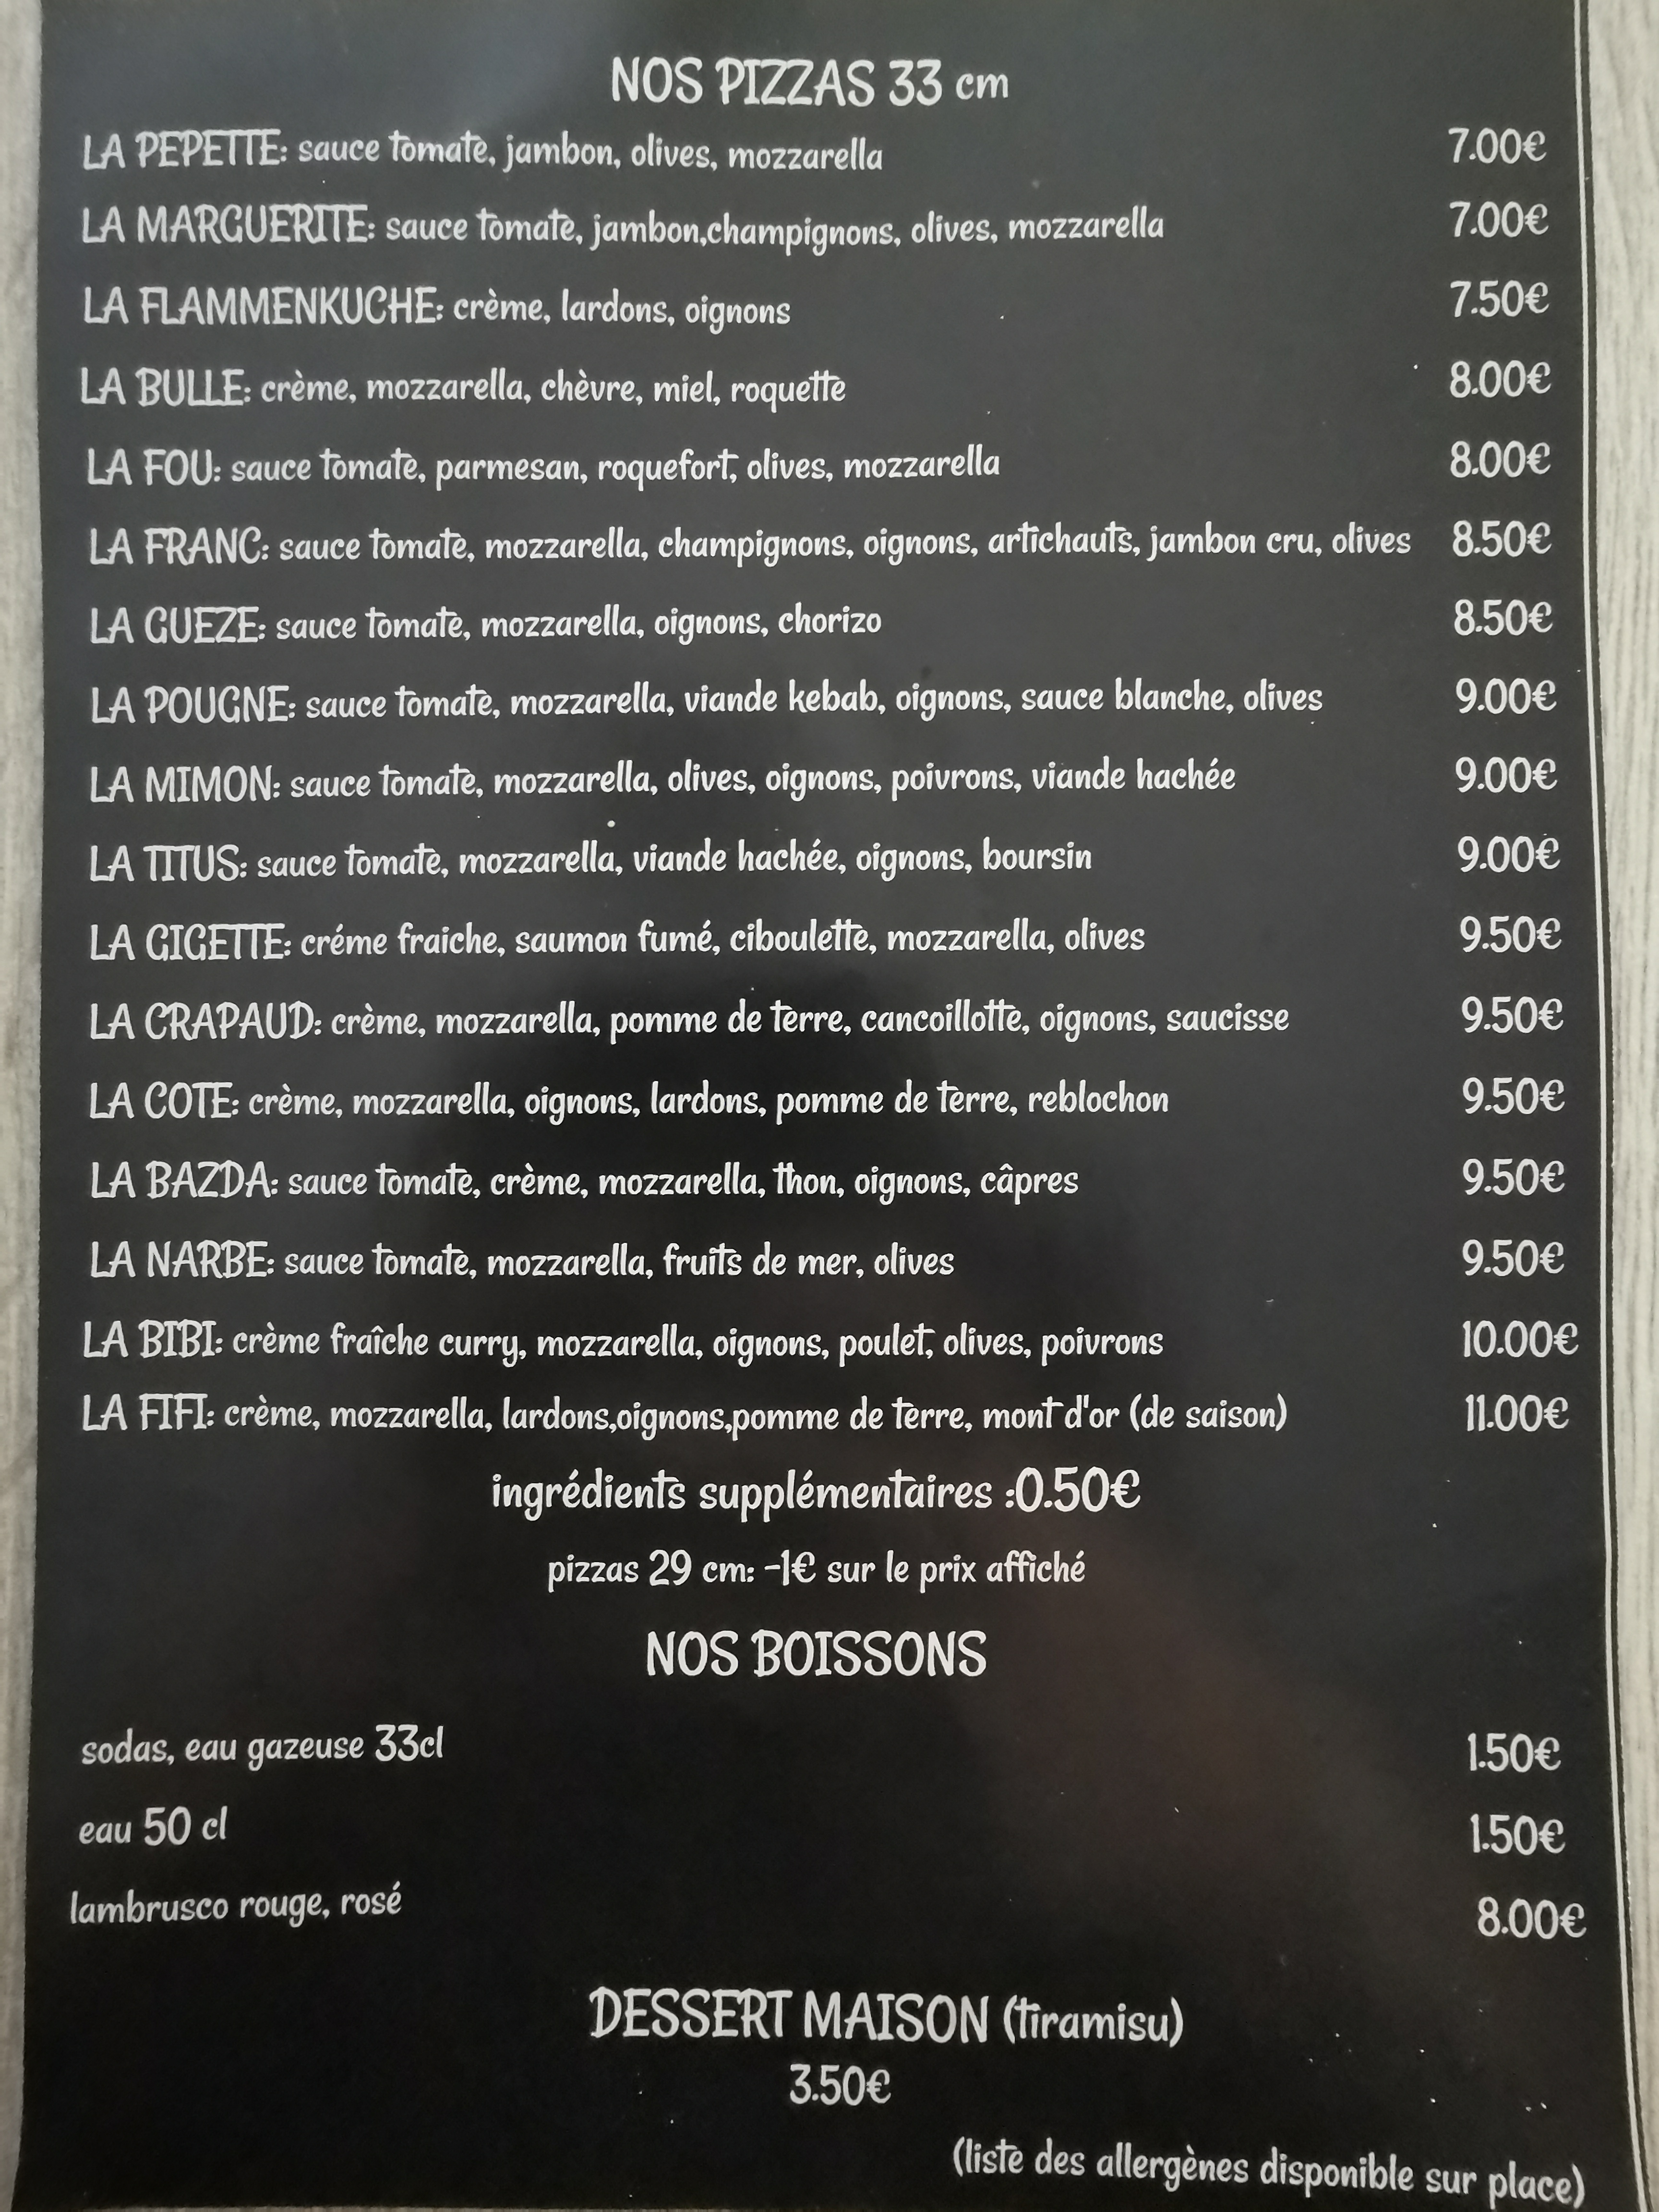 NOS PIZZAS 33 cm
LA PEPETTE: sauce tomate, jambon, olives, mozzarella 7.00€
LA MARGUERITE: sauce tomate, jambon,champignons, olives, mozzarella 7.00€
LA FLAMMENKUCHE: crème, lardons, oignons 7.50€
LA BULLE: crème, mozzarella, chèvre, miel, roquette 8.00€
LA FOU: sauce tomate, parmesan, roquefort, olives, mozzarella 8.00€
LA FRANC: sauce tomate, mozzarella, champignons, oignons, artichauts, jambon cru, olives 8.50€
LA GUEZE: sauce tomate, mozzarella, oignons, chorizo 8.50€
LA POUGNE: sauce tomate, mozzarella, viande kebab, oignons, sauce blanche, olives 9.00€
LA MIMON: sauce tomate, mozzarella, olives, oignons, poivrons, viande hachée 9.00€
LA TITUS: sauce tomate, mozzarella, viande hachée, oignons, boursin 9.00€
LA GIGETTE: créme fraiche, saumon fumé, ciboulette, mozzarella, olives 9.50€
LA CRAPAUD: crème, mozzarella, pomme de terre, cancoillotte, oignons, saucisse 9.50€
LA COTE: crème, mozzarella, oignons, lardons, pomme de terre, reblochon 9.50€
LA BAZDA: sauce tomate, crème, mozzarella, thon, oignons, câpres 9.50€
LA NARBE: sauce tomate, mozzarella, fruits de mer, olives 9.50€
LA BIBI: crème fraîche curry, mozzarella, oignons, poulet, olives, poivrons 10.00€
LA FIFI: crème, mozzarella, lardons,oignons,pomme de terre, mont d'or (de saison) 11.00€
ingrédients supplémentaires :0.50€
pizzas 29 cm: -1€ sur le prix affiché
NOS BOISSONS
sodas, eau gazeuse 33cl 1.50€
eau 50 cl 1.50€
lambrusco rouge, rosé 8.00€
DESSERT MAISON (tiramisu)
3.50€
(liste des allergènes disponible sur place)